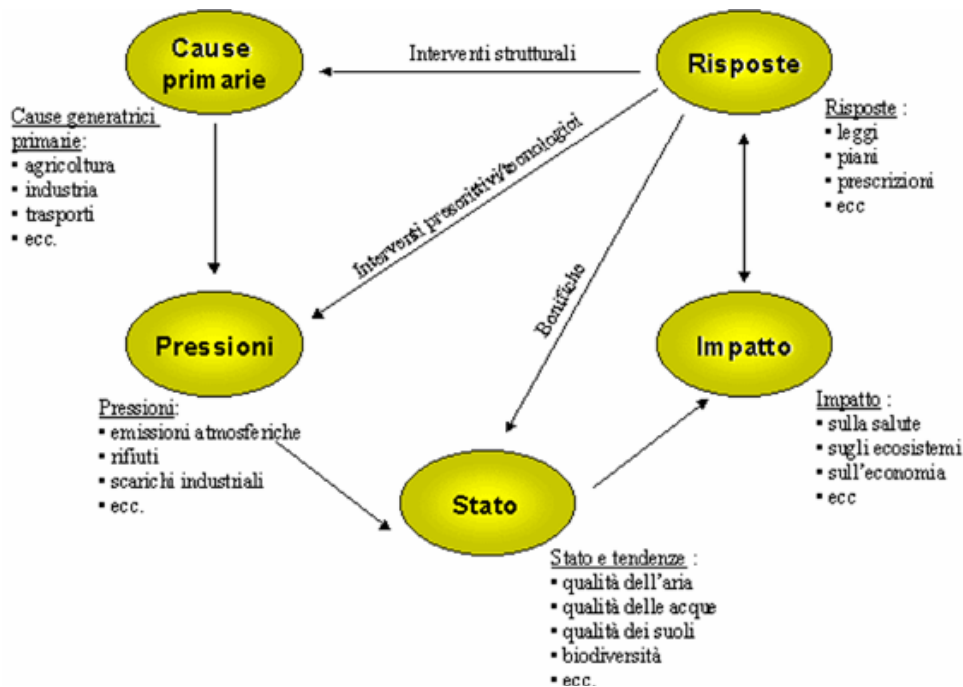 Cause
primarie
Interventi strutturali
Risposte
Cause generatrici
primarie:
▪ agricoltura
▪ industria
▪ trasporti
▪ ecc.
Risposte :
▪ leggi
▪ piani
▪ prescrizioni
▪ ecc
Interventi proscrittivi/tecnologici
Bonifiche
Pressioni
Impatto
Pressioni:
▪ emissioni atmosferiche
▪ rifiuti
▪ scarichi industriali
▪ ecc.
Impatto :
▪ sulla salute
▪ sugli ecosistemi
▪ sull'economia
▪ ecc
Stato
Stato e tendenze :
▪ qualità dell'aria
▪ qualità delle acque
▪ qualità dei suoli
▪ biodiversità
▪ ecc.